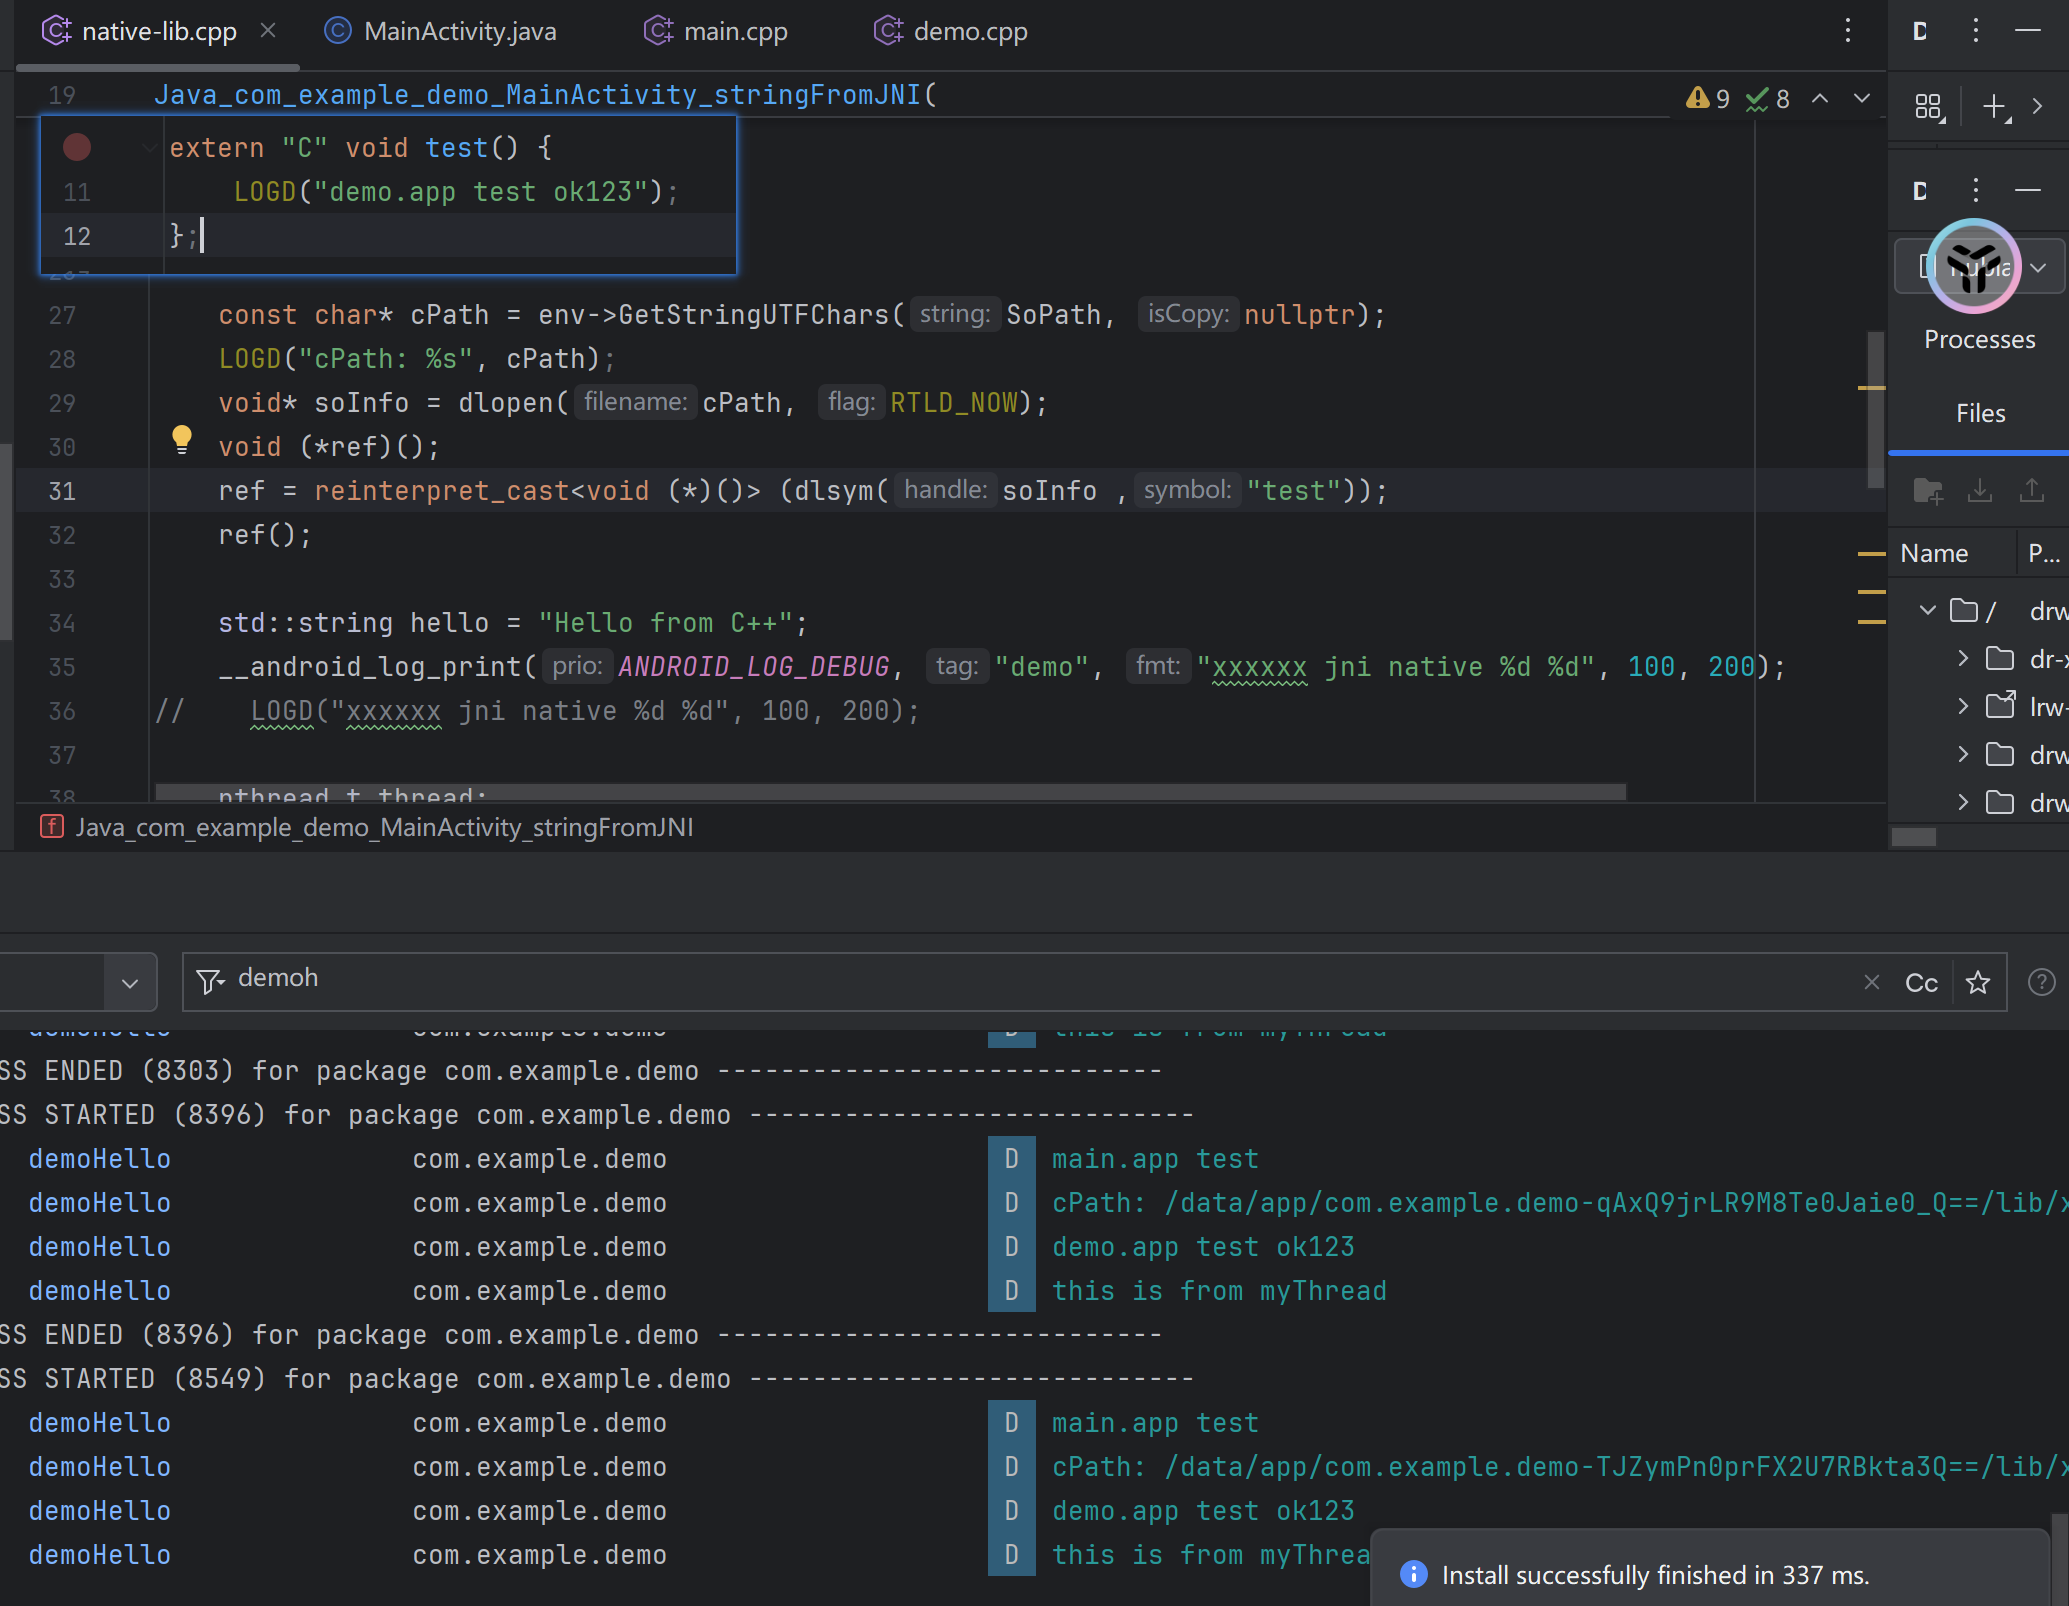 native-lib.cpp
MainActivity.java
main.cpp
demo.cpp
D
19 Java_com_example_demo_MainActivity_stringFromJNI(
9 8
extern "C" void test() {
11 LOGD("demo.app test ok123");
12 };
27 const char* cPath = env->GetStringUTFChars( string: SoPath, isCopy: nullptr);
28 LOGD("cPath: %s", cPath);
29 void* soInfo = dlopen( filename: cPath, flag: RTLD_NOW);
30 void (*ref)();
31 ref = reinterpret_cast<void (*)()> (dlsym( handle: soInfo , symbol: "test"));
32 ref();
33
34 std::string hello = "Hello from C++";
35 __android_log_print( prio: ANDROID_LOG_DEBUG, tag: "demo", fmt: "xxxxxx jni native %d %d", 100, 200);
36 // LOGD("xxxxxx jni native %d %d", 100, 200);
37
38 pthread_t thread;
Java_com_example_demo_MainActivity_stringFromJNI
D
Processes
Files
Name P...
/ drw
dr-x
lrw-
drw
drw
demoh
Cc
demoHello com.example.demo D this is from myThread
SS ENDED (8303) for package com.example.demo ----------------------------
SS STARTED (8396) for package com.example.demo ----------------------------
demoHello com.example.demo D main.app test
demoHello com.example.demo D cPath: /data/app/com.example.demo-qAxQ9jrLR9M8Te0Jaie0_Q==/lib/x
demoHello com.example.demo D demo.app test ok123
demoHello com.example.demo D this is from myThread
SS ENDED (8396) for package com.example.demo ----------------------------
SS STARTED (8549) for package com.example.demo ----------------------------
demoHello com.example.demo D main.app test
demoHello com.example.demo D cPath: /data/app/com.example.demo-TJZymPn0prFX2U7RBkta3Q==/lib/x
demoHello com.example.demo D demo.app test ok123
demoHello com.example.demo D this is from myThrea
Install successfully finished in 337 ms.